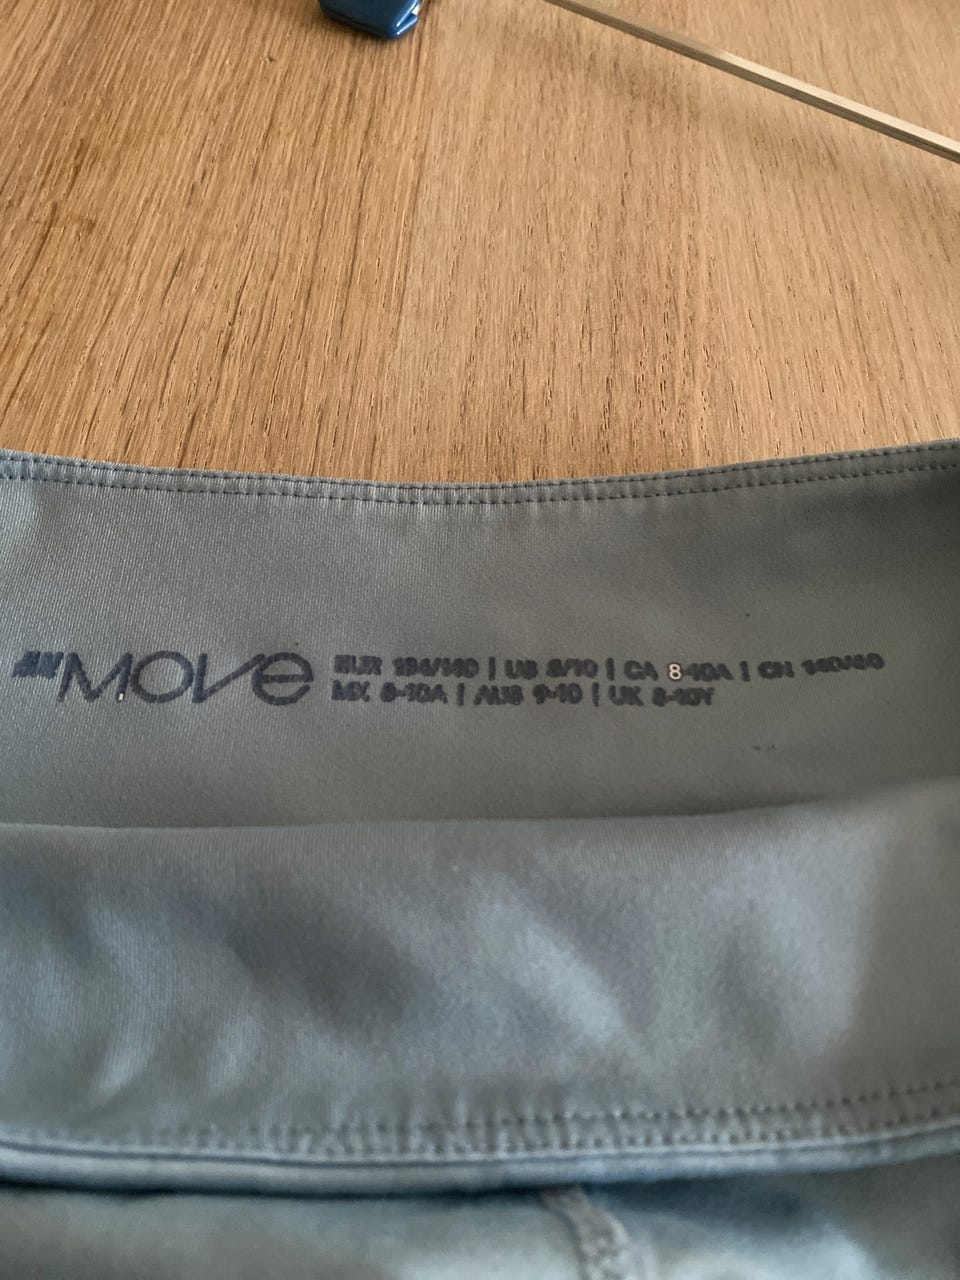 H&M MOVE
EUR 134/140 | US 8/10 | CA 8-10A | CN 140/60
MX 8-10A | AUS 9-10 | UK 8-10Y